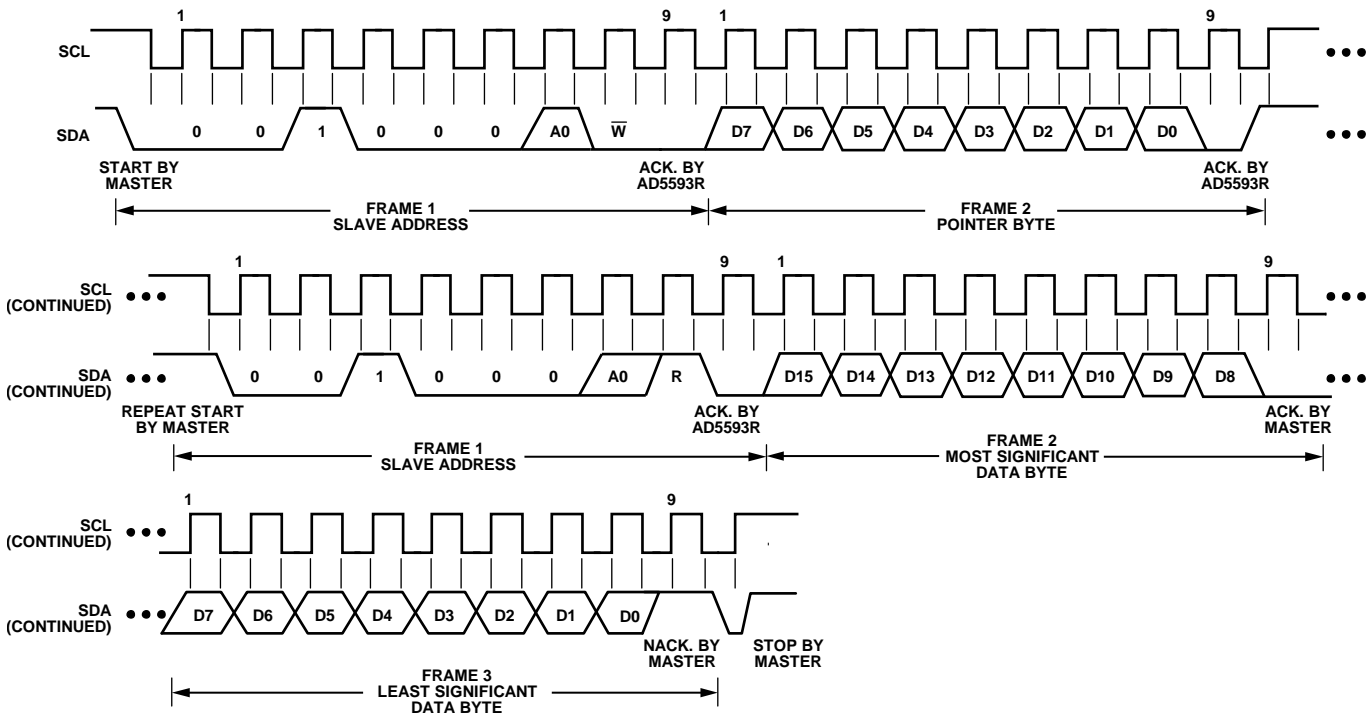 1 9 1 9
SCL
SDA 0 0 1 0 0 0 A0 W̅ D7 D6 D5 D4 D3 D2 D1 D0
START BY
MASTER
ACK. BY
AD5593R
ACK. BY
AD5593R
FRAME 1
SLAVE ADDRESS
FRAME 2
POINTER BYTE
1 9 1 9
SCL
(CONTINUED)
SDA
(CONTINUED)
0 0 1 0 0 0 A0 R D15 D14 D13 D12 D11 D10 D9 D8
REPEAT START
BY MASTER
ACK. BY
AD5593R
ACK. BY
MASTER
FRAME 1
SLAVE ADDRESS
FRAME 2
MOST SIGNIFICANT
DATA BYTE
1 9
SCL
(CONTINUED)
SDA
(CONTINUED)
D7 D6 D5 D4 D3 D2 D1 D0
NACK. BY
MASTER
STOP BY
MASTER
FRAME 3
LEAST SIGNIFICANT
DATA BYTE